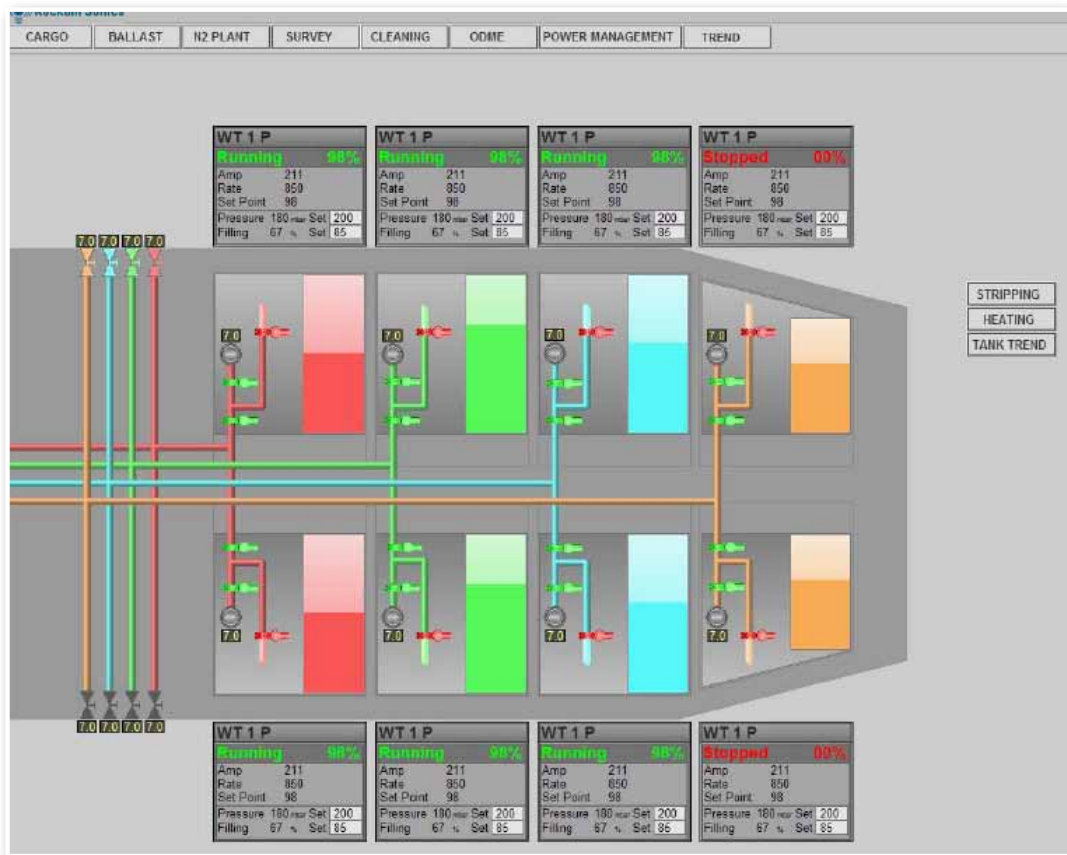 CARGO BALLAST N2 PLANT SURVEY CLEANING ODME POWER MANAGEMENT TREND
WT 1 P
Running 98%
Amp 211
Rate 850
Set Point 98
Pressure 180 mbar Set 200
Filling 67 % Set 85
WT 1 P
Running 98%
Amp 211
Rate 850
Set Point 98
Pressure 180 mbar Set 200
Filling 67 % Set 85
WT 1 P
Running 98%
Amp 211
Rate 850
Set Point 98
Pressure 180 mbar Set 200
Filling 67 % Set 85
WT 1 P
Stopped 00%
Amp 211
Rate 850
Set Point 98
Pressure 180 mbar Set 200
Filling 67 % Set 85
7.0 7.0 7.0 7.0
STRIPPING
HEATING
TANK TREND
7.0 7.0 7.0 7.0
7.0 7.0 7.0 7.0
7.0 7.0 7.0 7.0
WT 1 P
Running 98%
Amp 211
Rate 850
Set Point 98
Pressure 180 mbar Set 200
Filling 67 % Set 85
WT 1 P
Running 98%
Amp 211
Rate 850
Set Point 98
Pressure 180 mbar Set 200
Filling 67 % Set 85
WT 1 P
Running 98%
Amp 211
Rate 850
Set Point 98
Pressure 180 mbar Set 200
Filling 67 % Set 85
WT 1 P
Stopped 00%
Amp 211
Rate 850
Set Point 98
Pressure 180 mbar Set 200
Filling 67 % Set 85